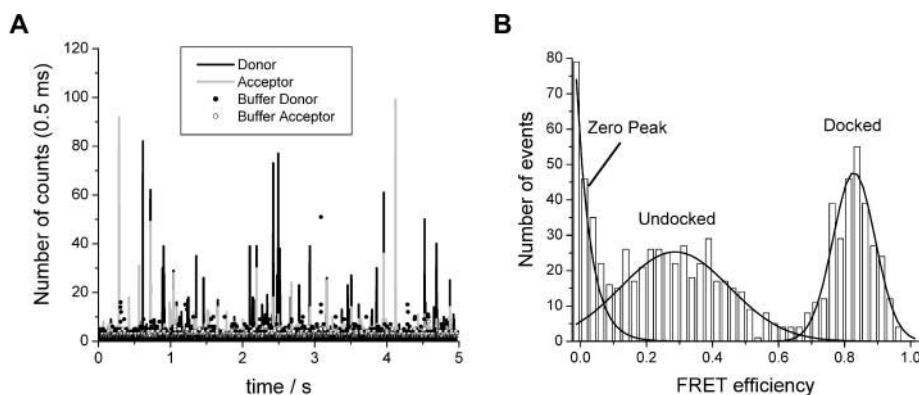 A
Number of counts (0.5 ms)
120
100
80
60
40
20
0
Donor
Acceptor
Buffer Donor
Buffer Acceptor
0 1 2 3 4 5
time / s
B
Number of events
80
70
60
50
40
30
20
10
0
Zero Peak
Undocked
Docked
0.0 0.2 0.4 0.6 0.8 1.0
FRET efficiency